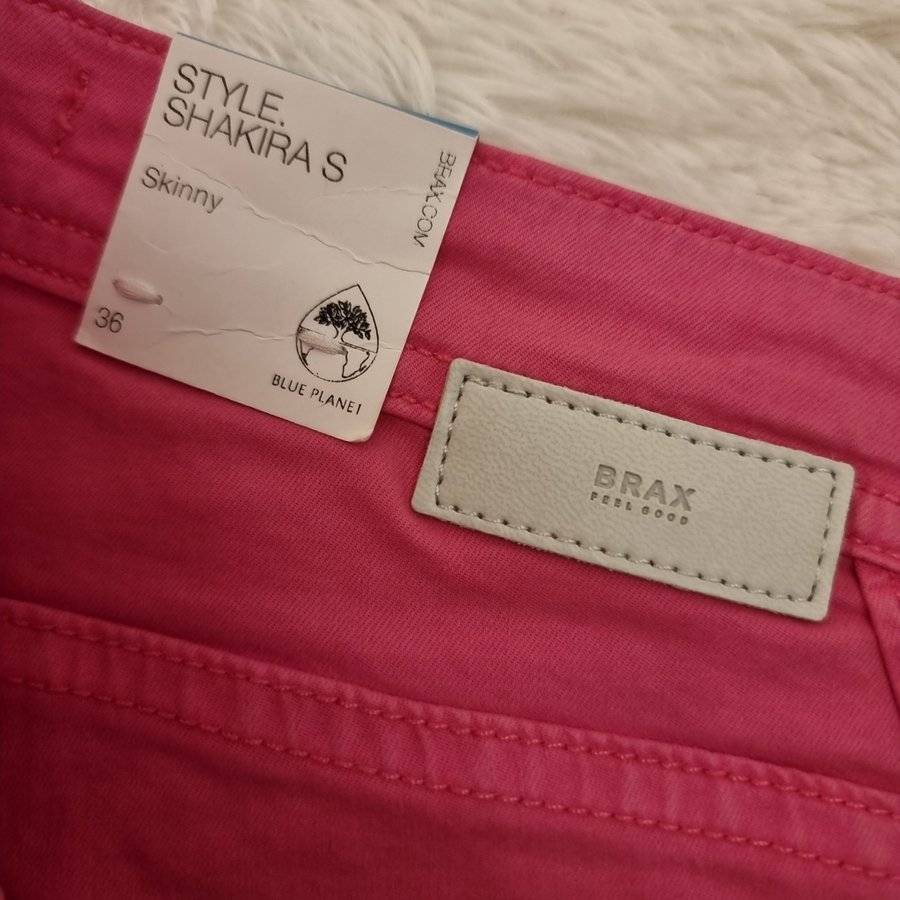 STYLE.
SHAKIRA S
Skinny
BRAX.COM
36
BLUE PLANET
BRAX
FEEL GOOD